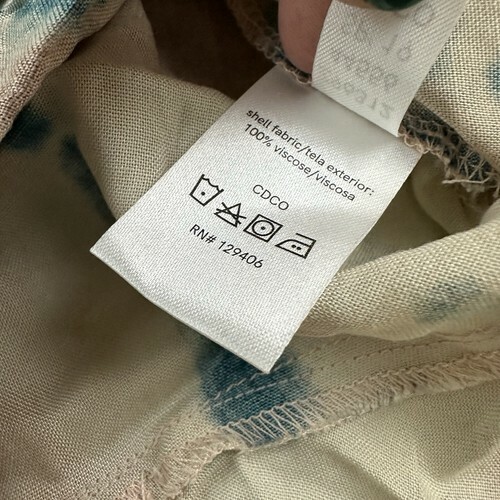 shell fabric/tela exterior:
100% viscose/viscosa
CDCO
RN# 129406